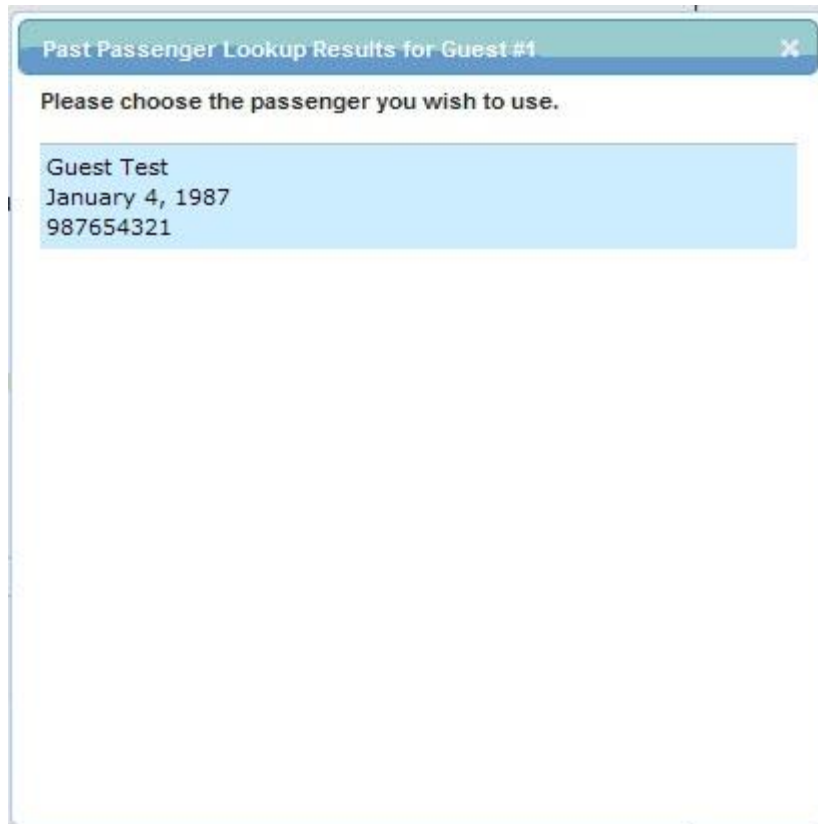 Past Passenger Lookup Results for Guest #1
Please choose the passenger you wish to use.
Guest Test
January 4, 1987
987654321